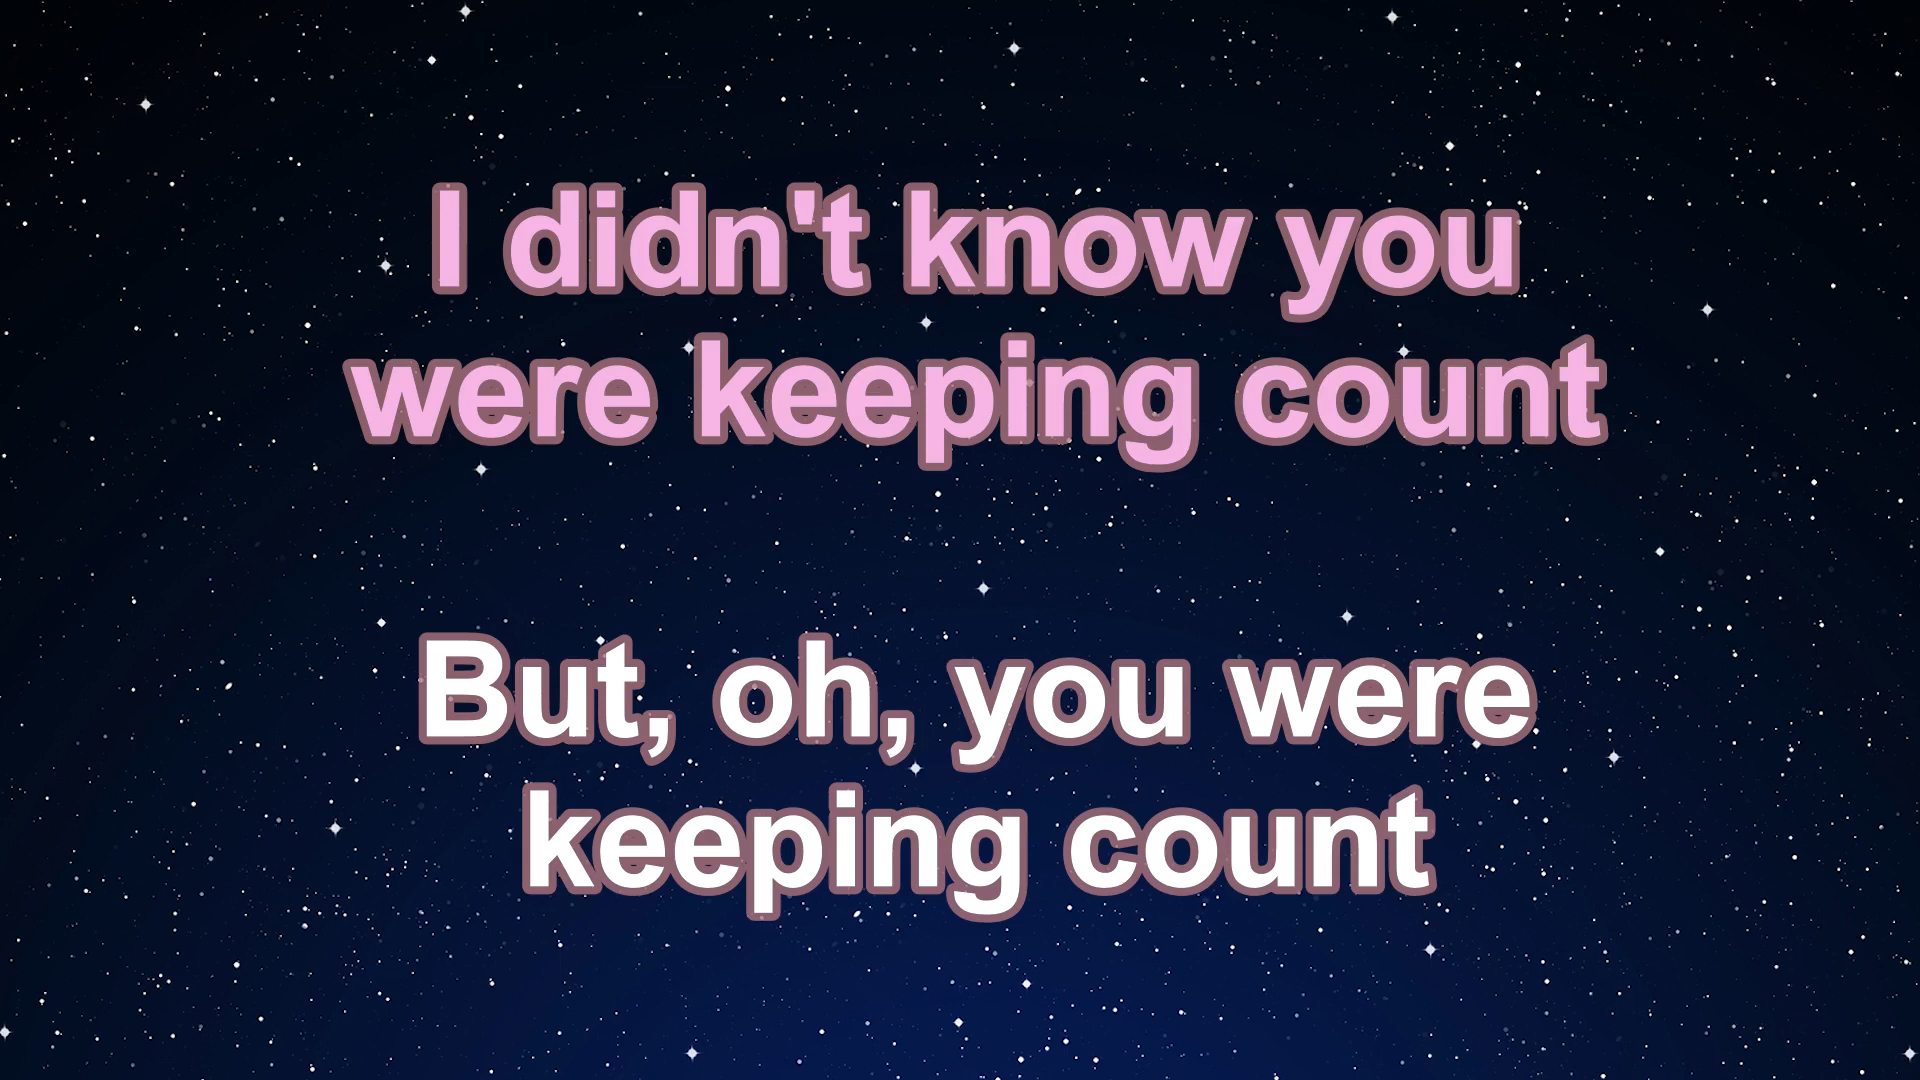 I didn't know you
were keeping count
But, oh, you were
keeping count